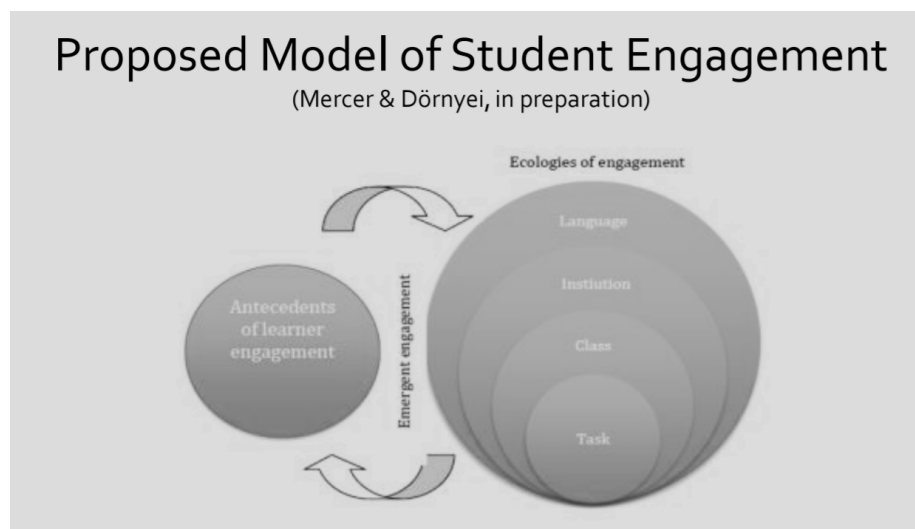 Proposed Model of Student Engagement
(Mercer & Dörnyei, in preparation)
Ecologies of engagement
Language
Instiution
Class
Task
Antecedents
of learner
engagement
Emergent engagement